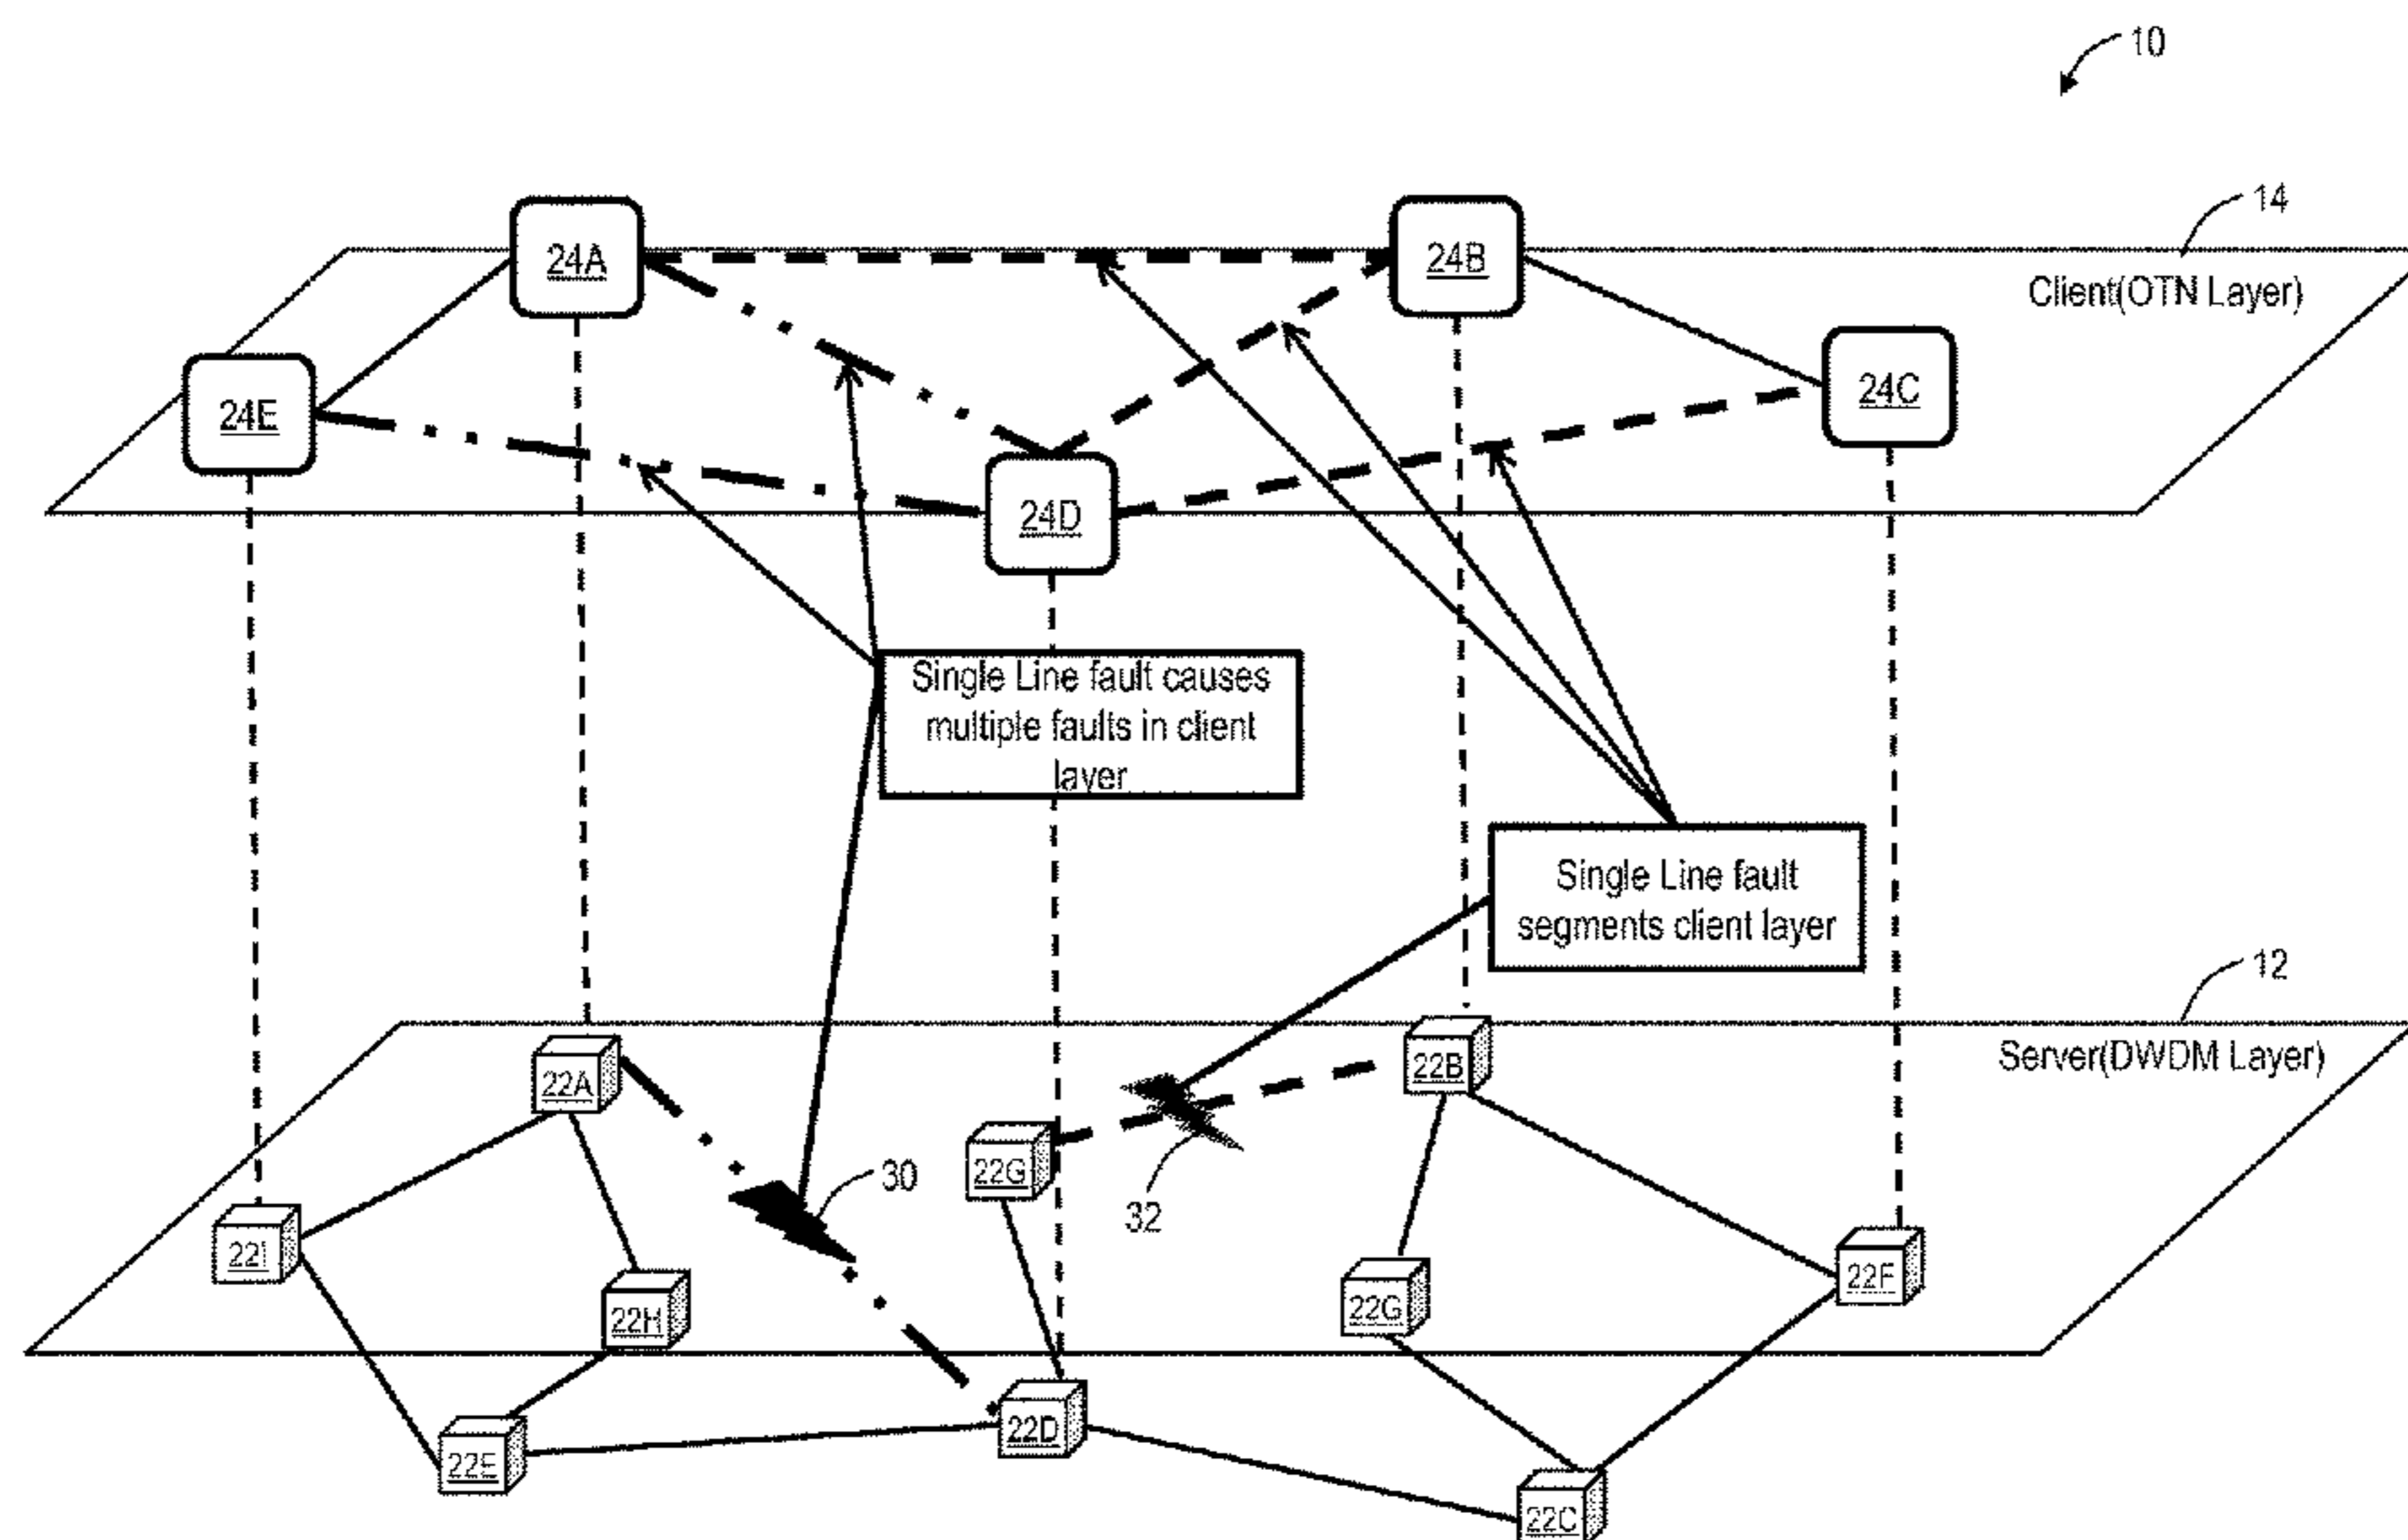 10
14
24A
24B
Client(OTN Layer)
24E
24C
24D
Single Line fault causes
multiple faults in client
layer
Single Line fault
segments client layer
12
22A
22B
Server(DWDM Layer)
22G
30
32
22I
22H
22G
22F
22E
22D
22C